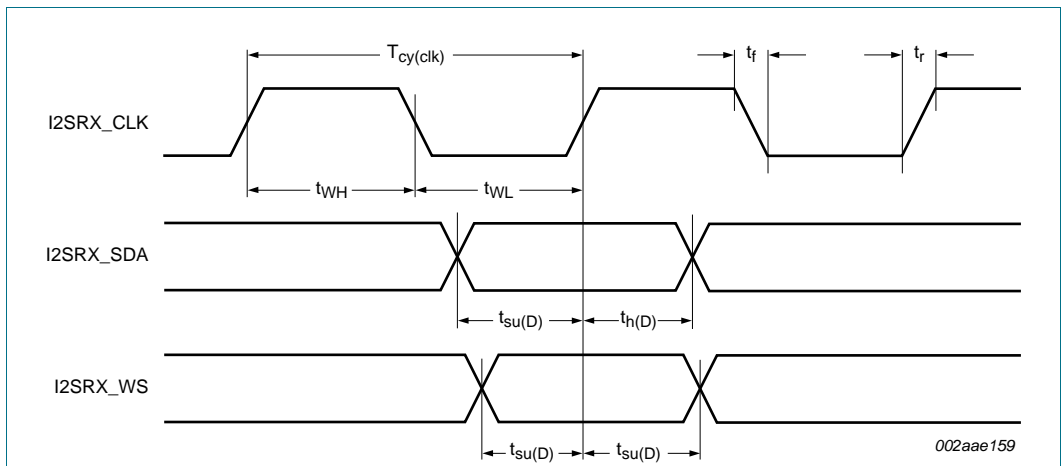 T_cy(clk) t_f t_r
I2SRX_CLK
t_WH t_WL
I2SRX_SDA
t_su(D) t_h(D)
I2SRX_WS
t_su(D) t_su(D)
002aae159